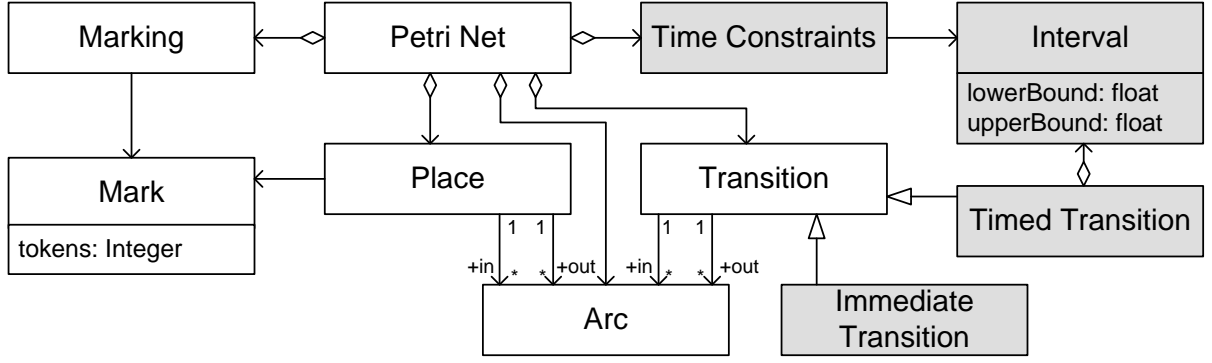 Marking
Petri Net
Time Constraints
Interval
lowerBound: float
upperBound: float
Mark
tokens: Integer
Place
Transition
Timed Transition
1
1
1
1
+in
*
*
+out
+in
*
*
+out
Arc
Immediate
Transition